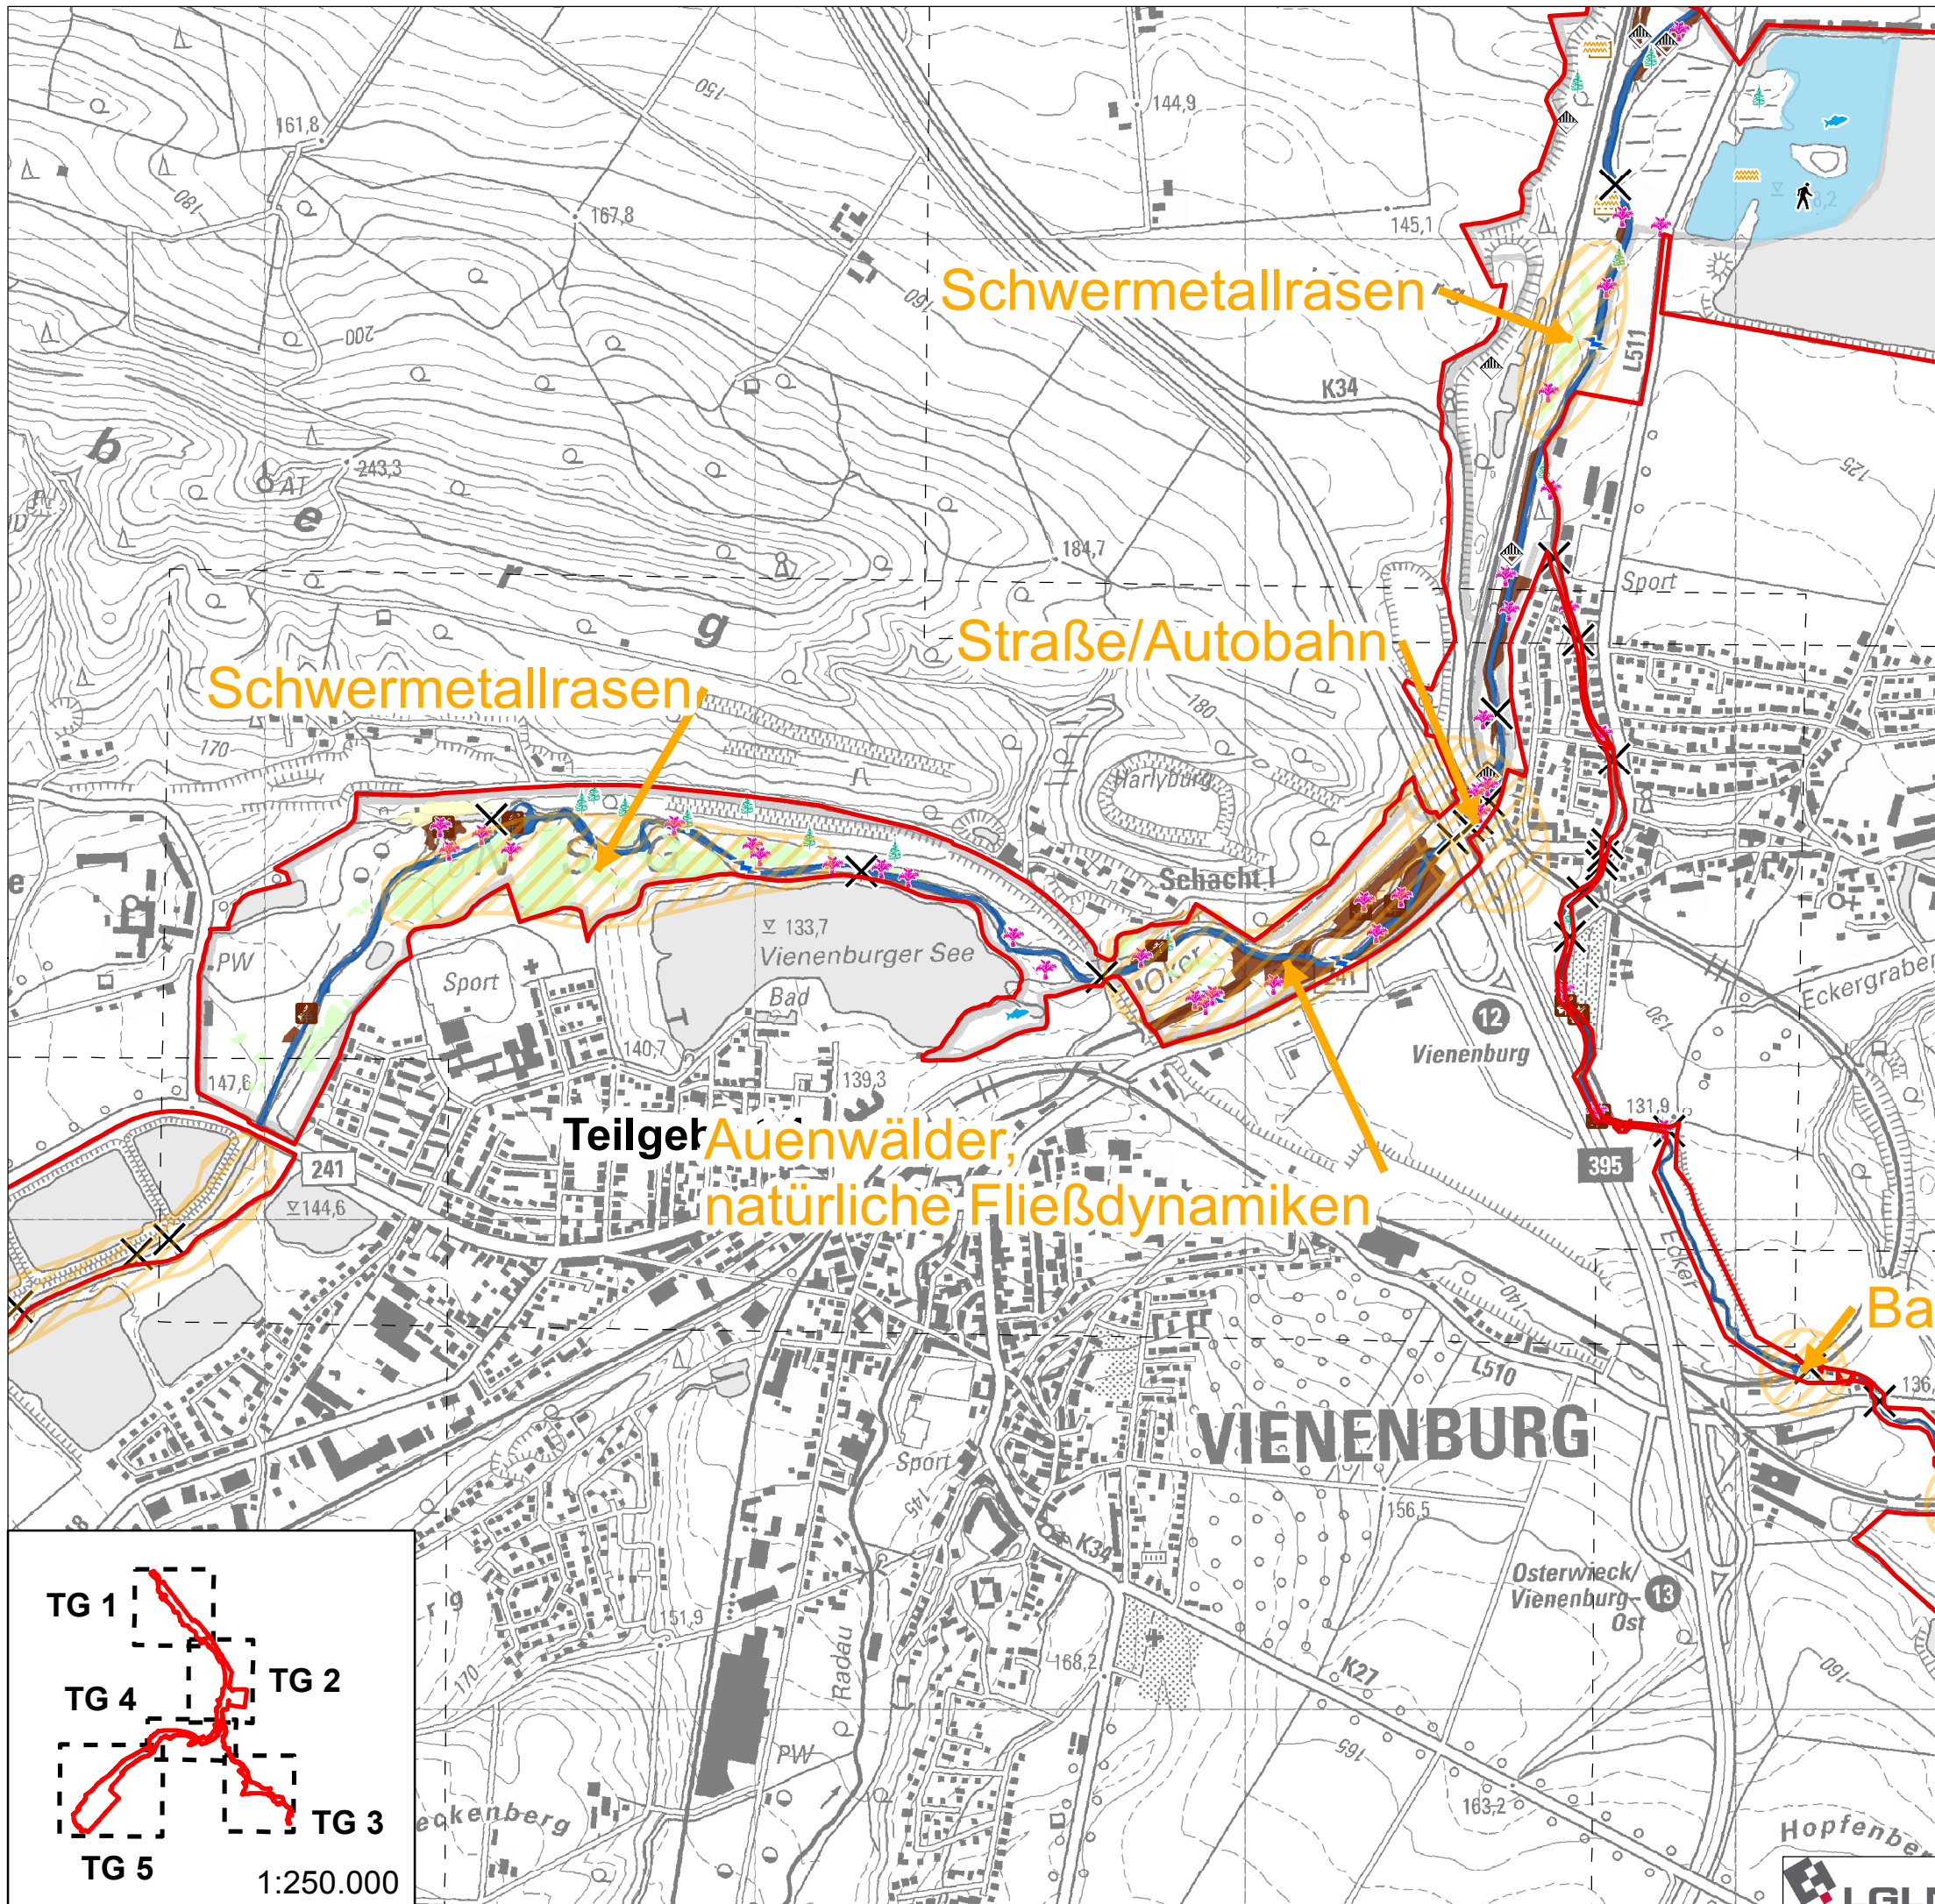 150
161,8
144,9
180
167,8
145,1
3,2
160
Schwermetallrasen
200
L511
K34
b
243,3
AT
125
e
184,7
r
Sport
g
Straße/Autobahn
Schwermetallrasen
180
170
Harlyburg
Schacht I
e
133,7
Vienenburger See
PW
Sport
Oker
Bad
Eckergraben
12
Vienenburg
130
147,6
140,7
139,3
131,9
241
395
Auenwälder,
natürliche Fließdynamiken
144,6
Ecker
Ba
140
L510
136,
VIENENBURG
Sport
145
156,5
K34
Osterwieck/
Vienenburg-
Ost
13
TG 1
TG 2
TG 4
TG 3
TG 5
1:250.000
151,9
170
Radau
168,2
K27
160
PW
165
163,2
eckenberg